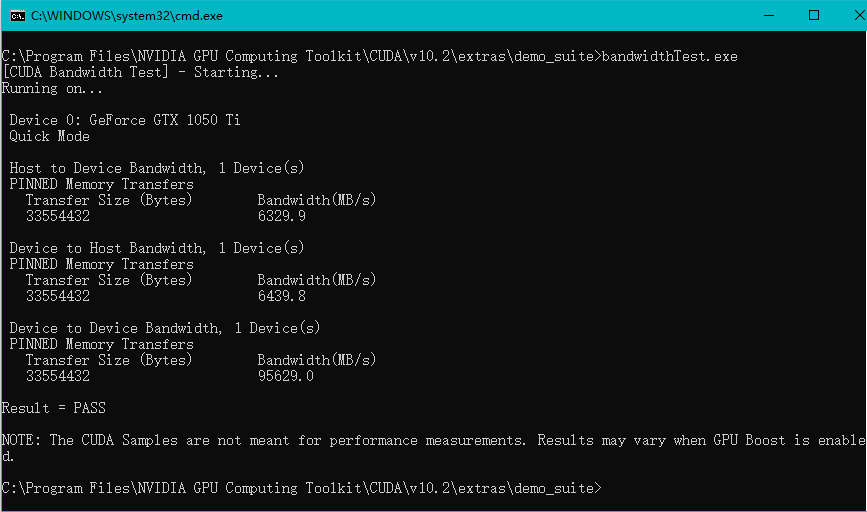 C:\WINDOWS\system32\cmd.exe
C:\Program Files\NVIDIA GPU Computing Toolkit\CUDA\v10.2\extras\demo_suite>bandwidthTest.exe
[CUDA Bandwidth Test] - Starting...
Running on...
Device 0: GeForce GTX 1050 Ti
Quick Mode
Host to Device Bandwidth, 1 Device(s)
PINNED Memory Transfers
Transfer Size (Bytes) Bandwidth(MB/s)
33554432 6329.9
Device to Host Bandwidth, 1 Device(s)
PINNED Memory Transfers
Transfer Size (Bytes) Bandwidth(MB/s)
33554432 6439.8
Device to Device Bandwidth, 1 Device(s)
PINNED Memory Transfers
Transfer Size (Bytes) Bandwidth(MB/s)
33554432 95629.0
Result = PASS
NOTE: The CUDA Samples are not meant for performance measurements. Results may vary when GPU Boost is enable
d.
C:\Program Files\NVIDIA GPU Computing Toolkit\CUDA\v10.2\extras\demo_suite>